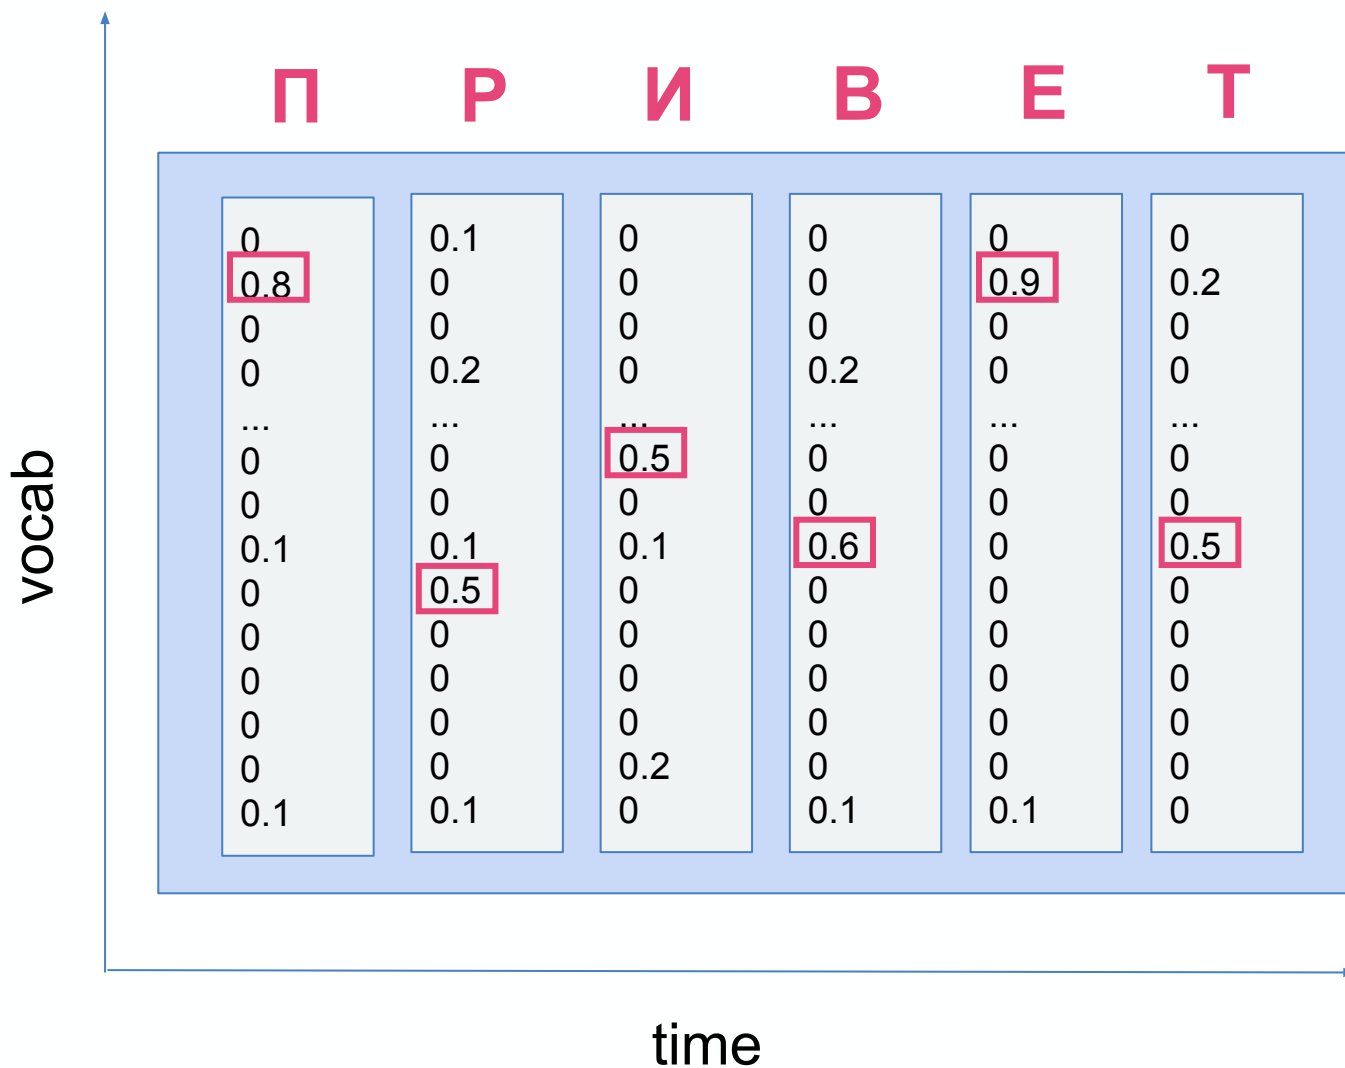 П Р И В Е Т
0 0.1 0 0 0 0
0.8 0 0 0 0.9 0.2
0 0 0 0 0 0
0 0.2 0 0.2 0 0
... ... ... ... ... ...
0 0 0.5 0 0 0
0 0 0 0 0 0
0.1 0.1 0.1 0.6 0 0.5
0 0.5 0 0 0 0
0 0 0 0 0 0
0 0 0 0 0 0
0 0 0 0 0 0
0 0 0.2 0 0 0
0.1 0.1 0 0.1 0.1 0
vocab
time